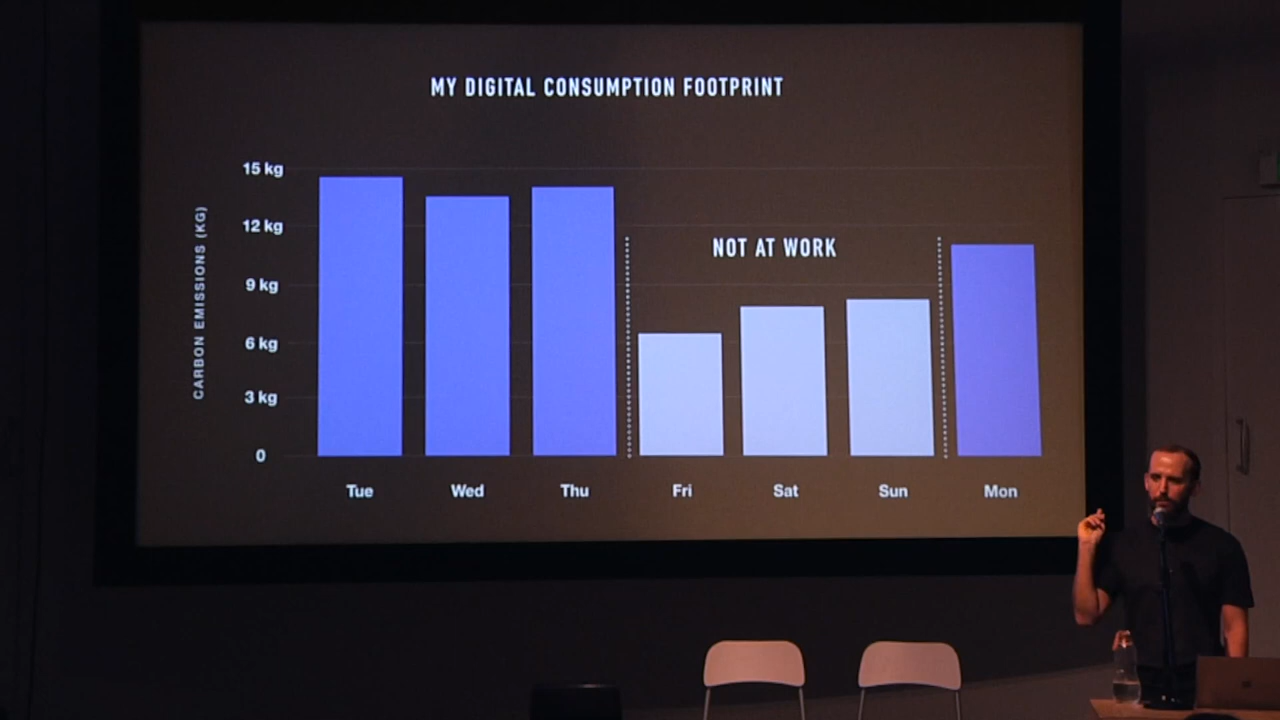 MY DIGITAL CONSUMPTION FOOTPRINT
CARBON EMISSIONS (KG)
15 kg
12 kg
9 kg
6 kg
3 kg
0
NOT AT WORK
Tue Wed Thu Fri Sat Sun Mon